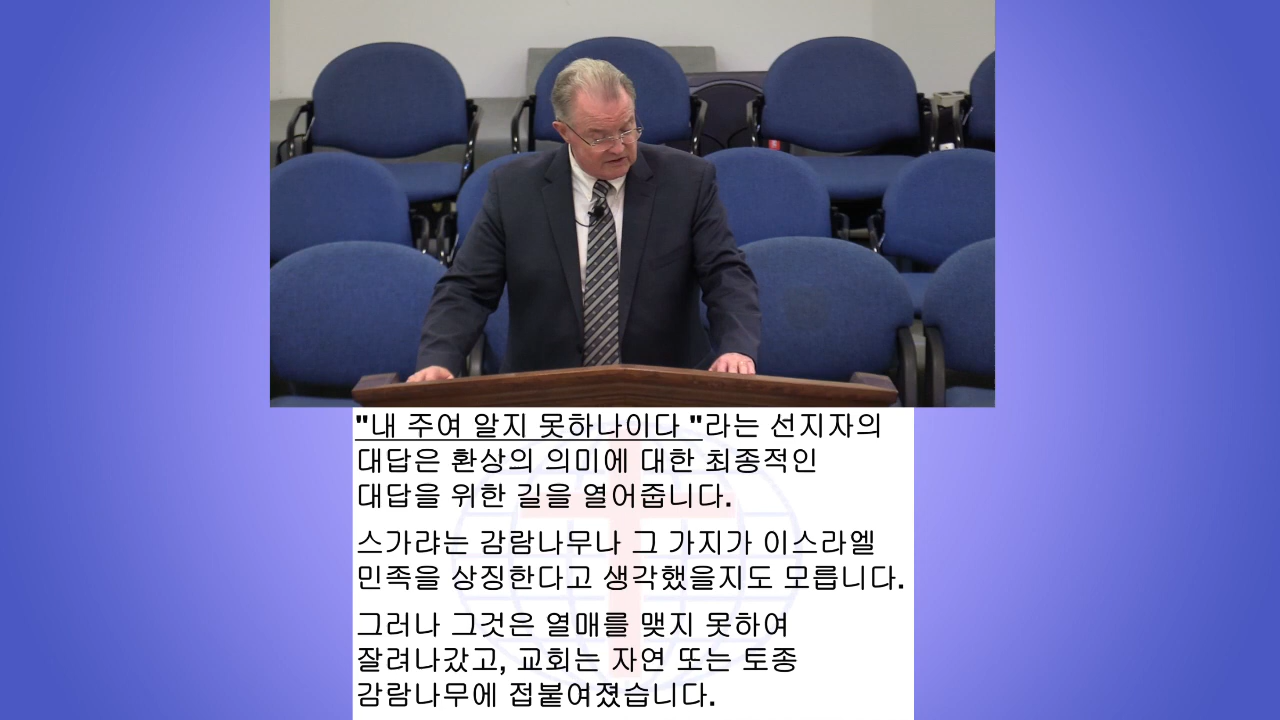 "내 주여 알지 못하나이다 "라는 선지자의
대답은 환상의 의미에 대한 최종적인
대답을 위한 길을 열어줍니다.
스가랴는 감람나무나 그 가지가 이스라엘
민족을 상징한다고 생각했을지도 모릅니다.
그러나 그것은 열매를 맺지 못하여
잘려나갔고, 교회는 자연 또는 토종
감람나무에 접붙여졌습니다.